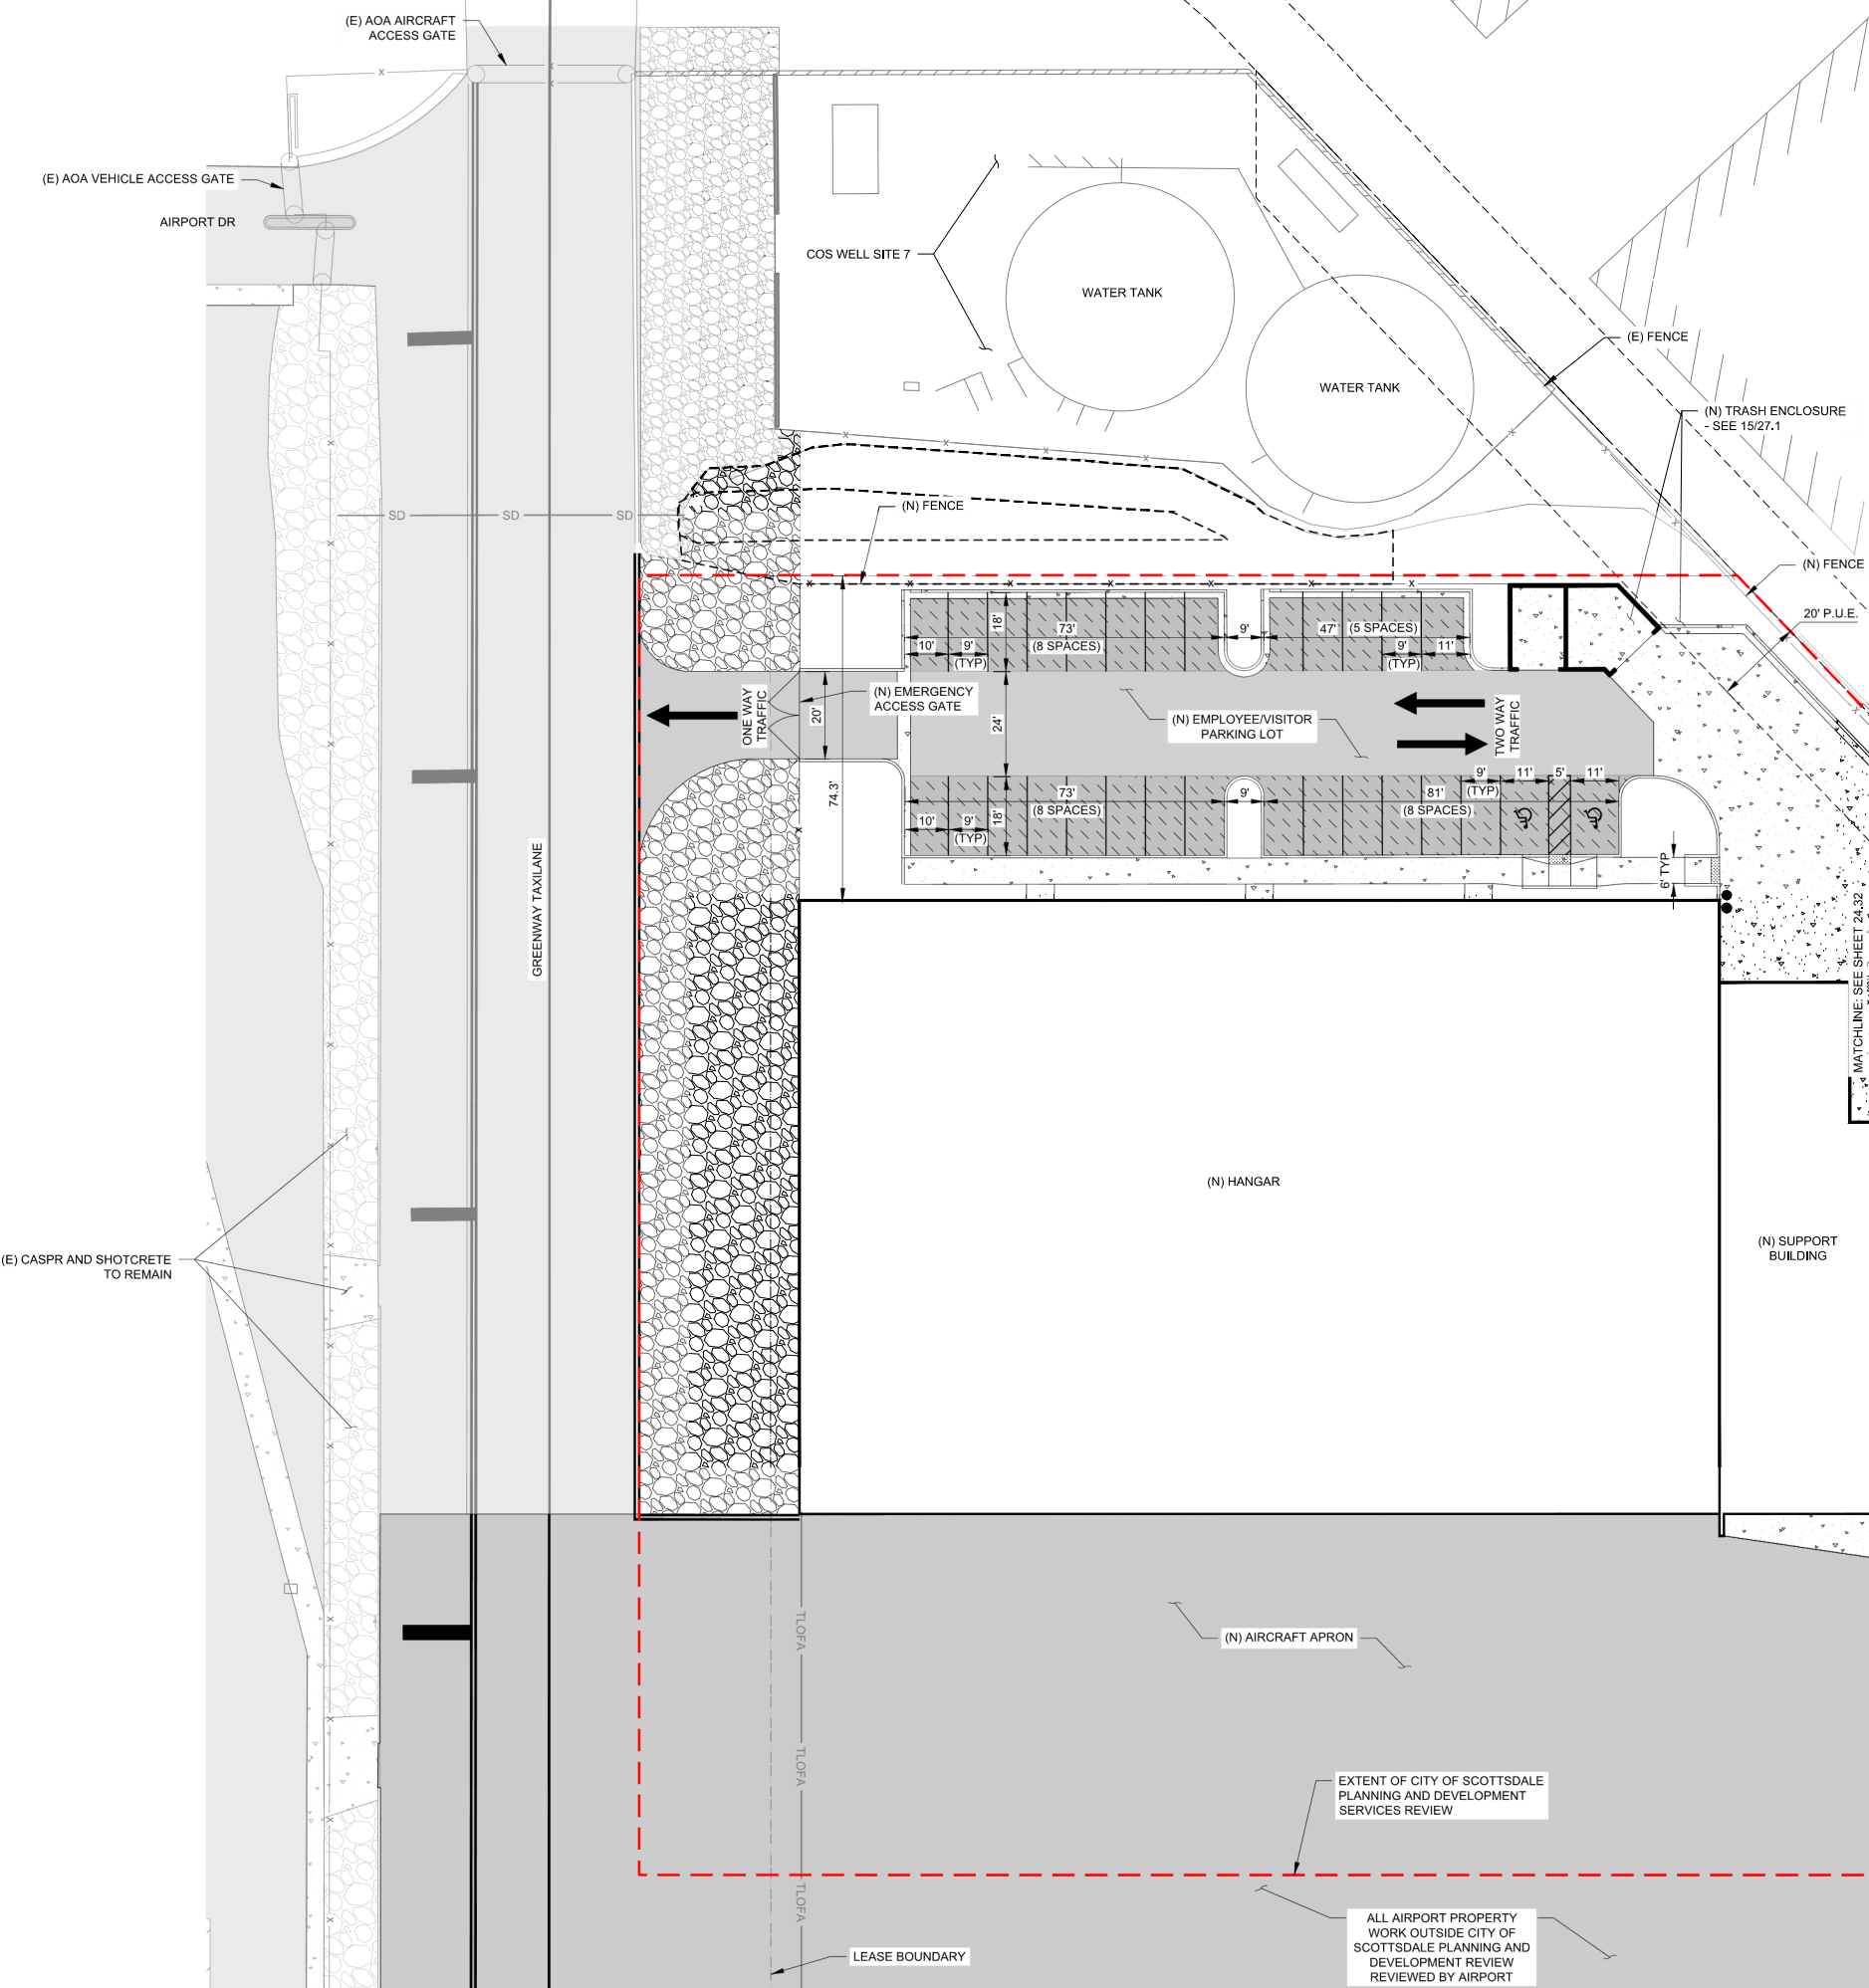 (E) AOA AIRCRAFT
ACCESS GATE
(E) AOA VEHICLE ACCESS GATE
AIRPORT DR
COS WELL SITE 7
WATER TANK
WATER TANK
(E) FENCE
(N) TRASH ENCLOSURE
- SEE 15/27.1
SD
SD
SD
(N) FENCE
(N) FENCE
20' P.U.E.
18'
73'
(8 SPACES)
9'
47'
(5 SPACES)
10'
9'
(TYP)
9'
(TYP)
11'
ONE WAY
TRAFFIC
20'
(N) EMERGENCY
ACCESS GATE
24'
(N) EMPLOYEE/VISITOR
PARKING LOT
TWO WAY
TRAFFIC
74.3'
73'
(8 SPACES)
9'
81'
(8 SPACES)
9'
(TYP)
11'
5'
11'
10'
9'
(TYP)
18'
6' TYP
GREENWAY TAXILANE
MATCHLINE: SEE SHEET 24.32
(N) HANGAR
(N) SUPPORT
BUILDING
(E) CASPR AND SHOTCRETE
TO REMAIN
TLOFA
(N) AIRCRAFT APRON
TLOFA
EXTENT OF CITY OF SCOTTSDALE
PLANNING AND DEVELOPMENT
SERVICES REVIEW
TLOFA
LEASE BOUNDARY
ALL AIRPORT PROPERTY
WORK OUTSIDE CITY OF
SCOTTSDALE PLANNING AND
DEVELOPMENT REVIEW
REVIEWED BY AIRPORT